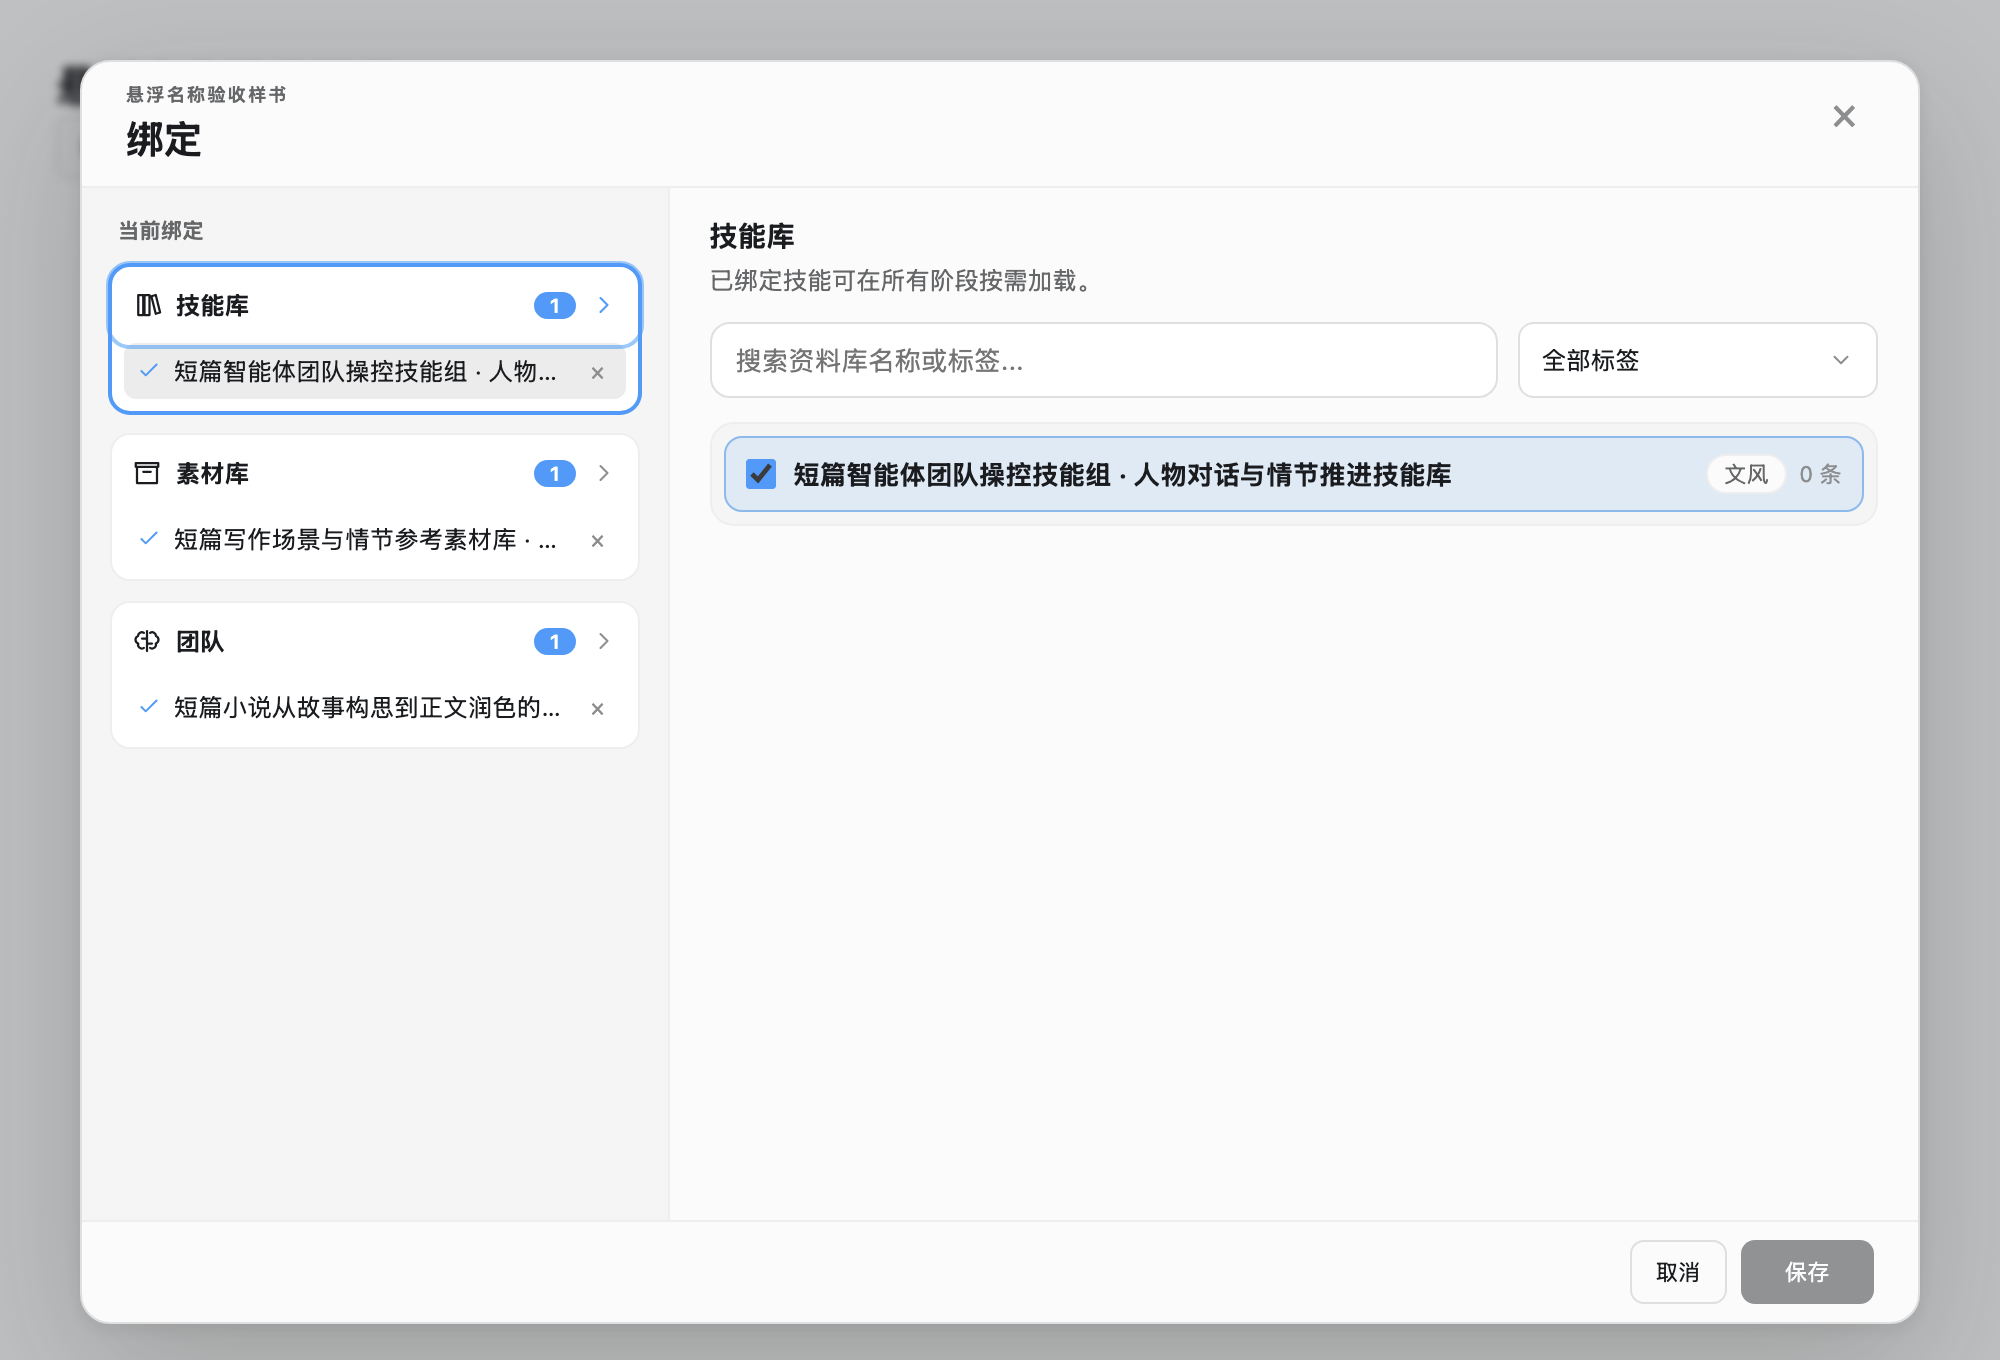 悬浮名称验收样书
绑定
当前绑定
技能库
1
短篇智能体团队操控技能组 · 人物...
素材库
1
短篇写作场景与情节参考素材库 · ...
团队
1
短篇小说从故事构思到正文润色的...
技能库
已绑定技能可在所有阶段按需加载。
搜索资料库名称或标签...
全部标签
短篇智能体团队操控技能组 · 人物对话与情节推进技能库
文风
0 条
取消
保存